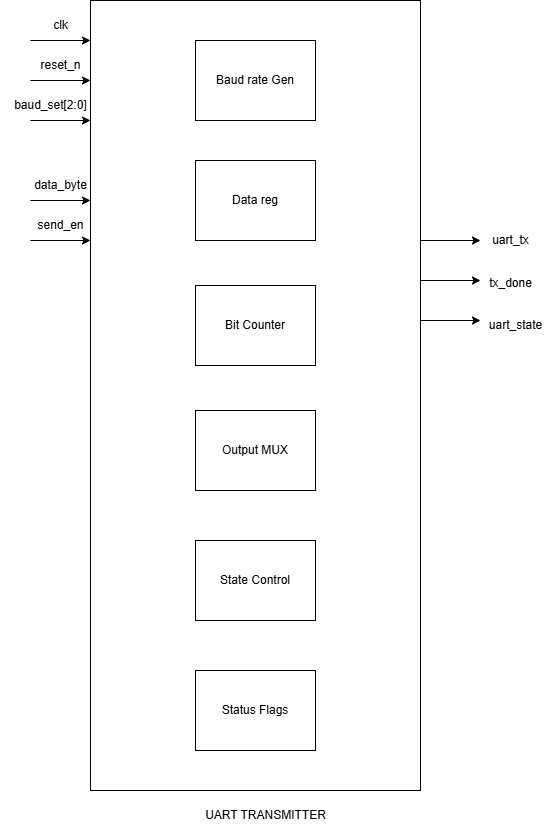 clk
reset_n
baud_set[2:0]
data_byte
send_en
Baud rate Gen
Data reg
Bit Counter
Output MUX
State Control
Status Flags
uart_tx
tx_done
uart_state
UART TRANSMITTER